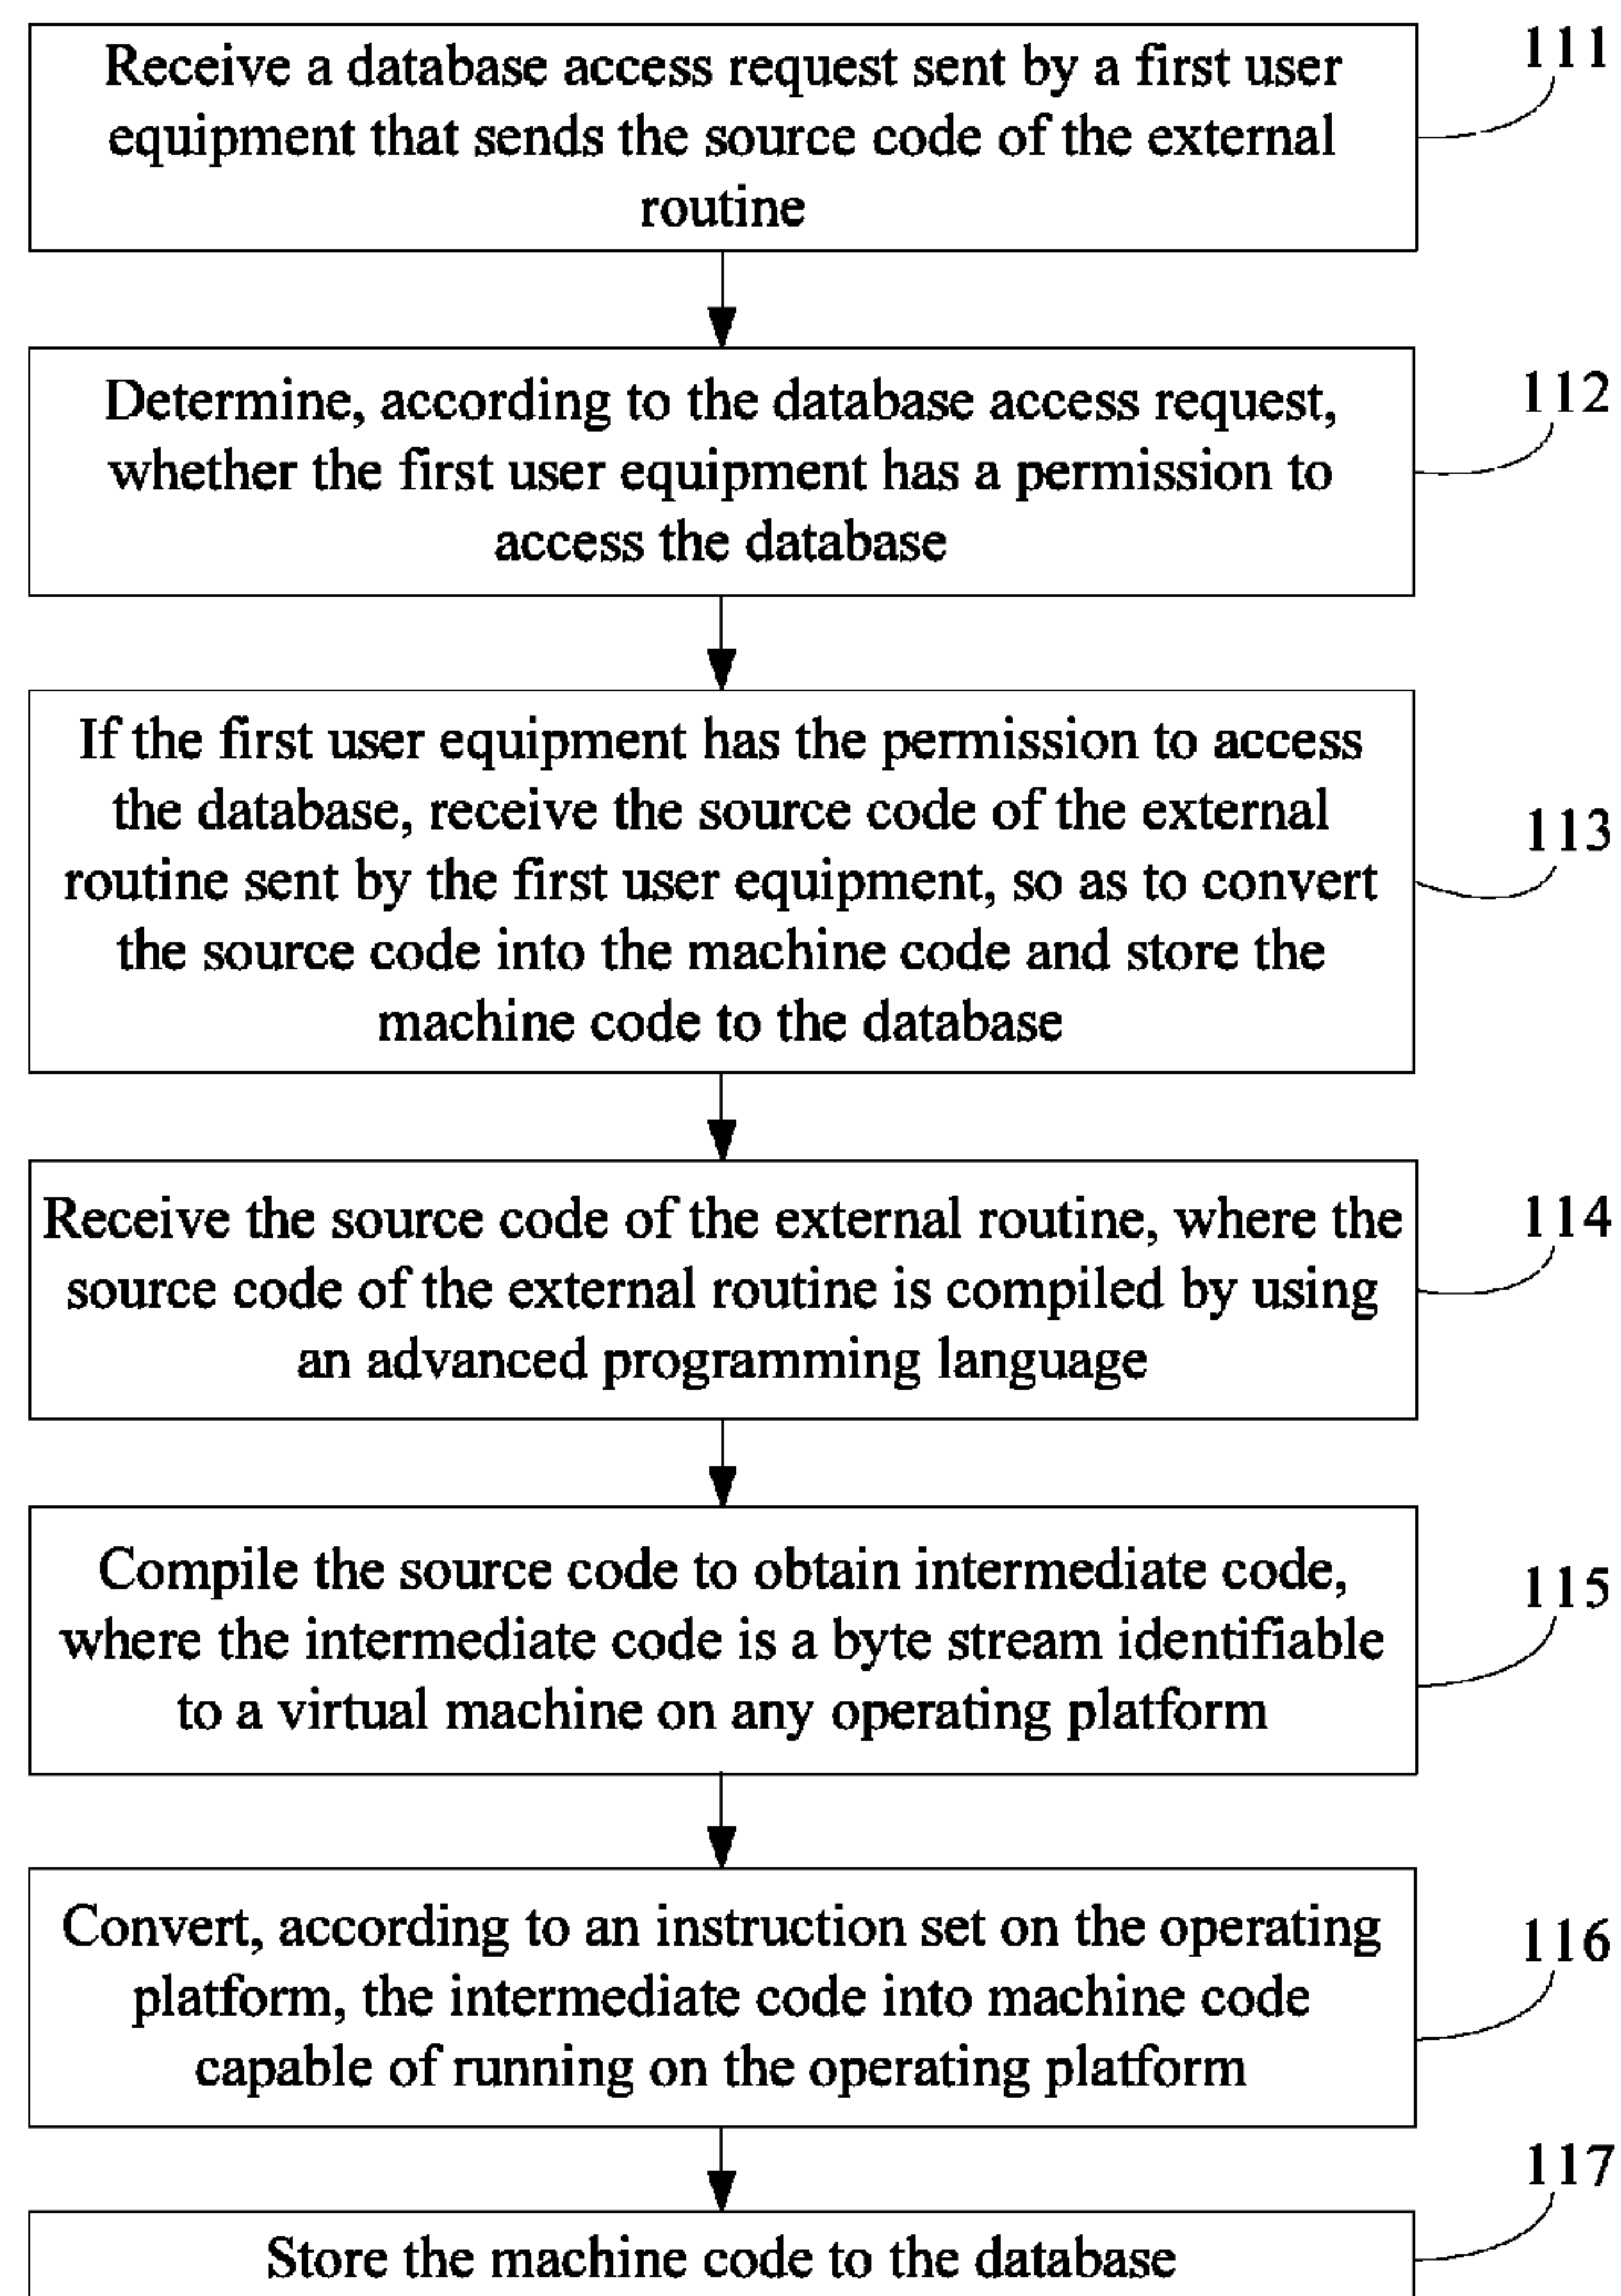 Receive a database access request sent by a first user
equipment that sends the source code of the external
routine
111
Determine, according to the database access request,
whether the first user equipment has a permission to
access the database
112
If the first user equipment has the permission to access
the database, receive the source code of the external
routine sent by the first user equipment, so as to convert
the source code into the machine code and store the
machine code to the database
113
Receive the source code of the external routine, where the
source code of the external routine is compiled by using
an advanced programming language
114
Compile the source code to obtain intermediate code,
where the intermediate code is a byte stream identifiable
to a virtual machine on any operating platform
115
Convert, according to an instruction set on the operating
platform, the intermediate code into machine code
capable of running on the operating platform
116
Store the machine code to the database
117